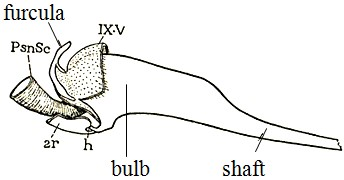 furcula
IX·V
PsnSc
2r
h
bulb
shaft